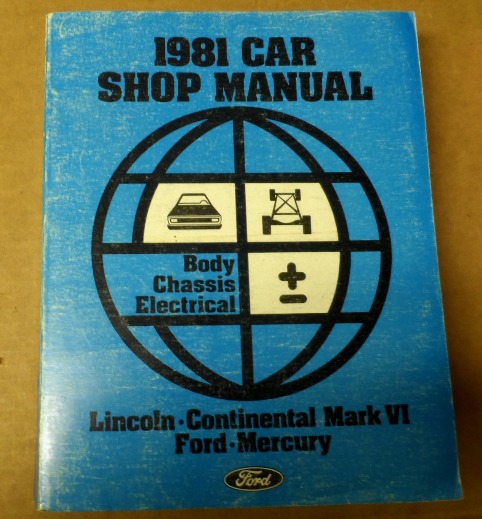 1981 CAR
SHOP MANUAL
Body
Chassis
Electrical
+
-
Lincoln·Continental Mark VI
Ford·Mercury
Ford